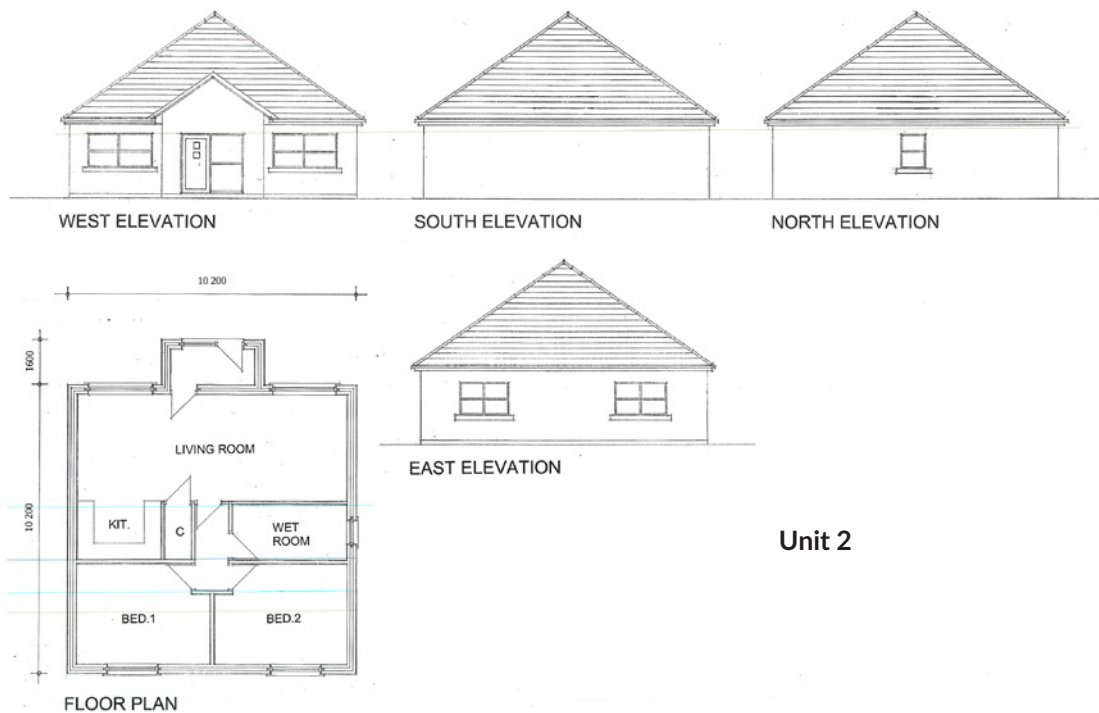 WEST ELEVATION
SOUTH ELEVATION
NORTH ELEVATION
10 200
1600
10 200
LIVING ROOM
KIT.
C
WET
ROOM
BED.1
BED.2
FLOOR PLAN
EAST ELEVATION
Unit 2